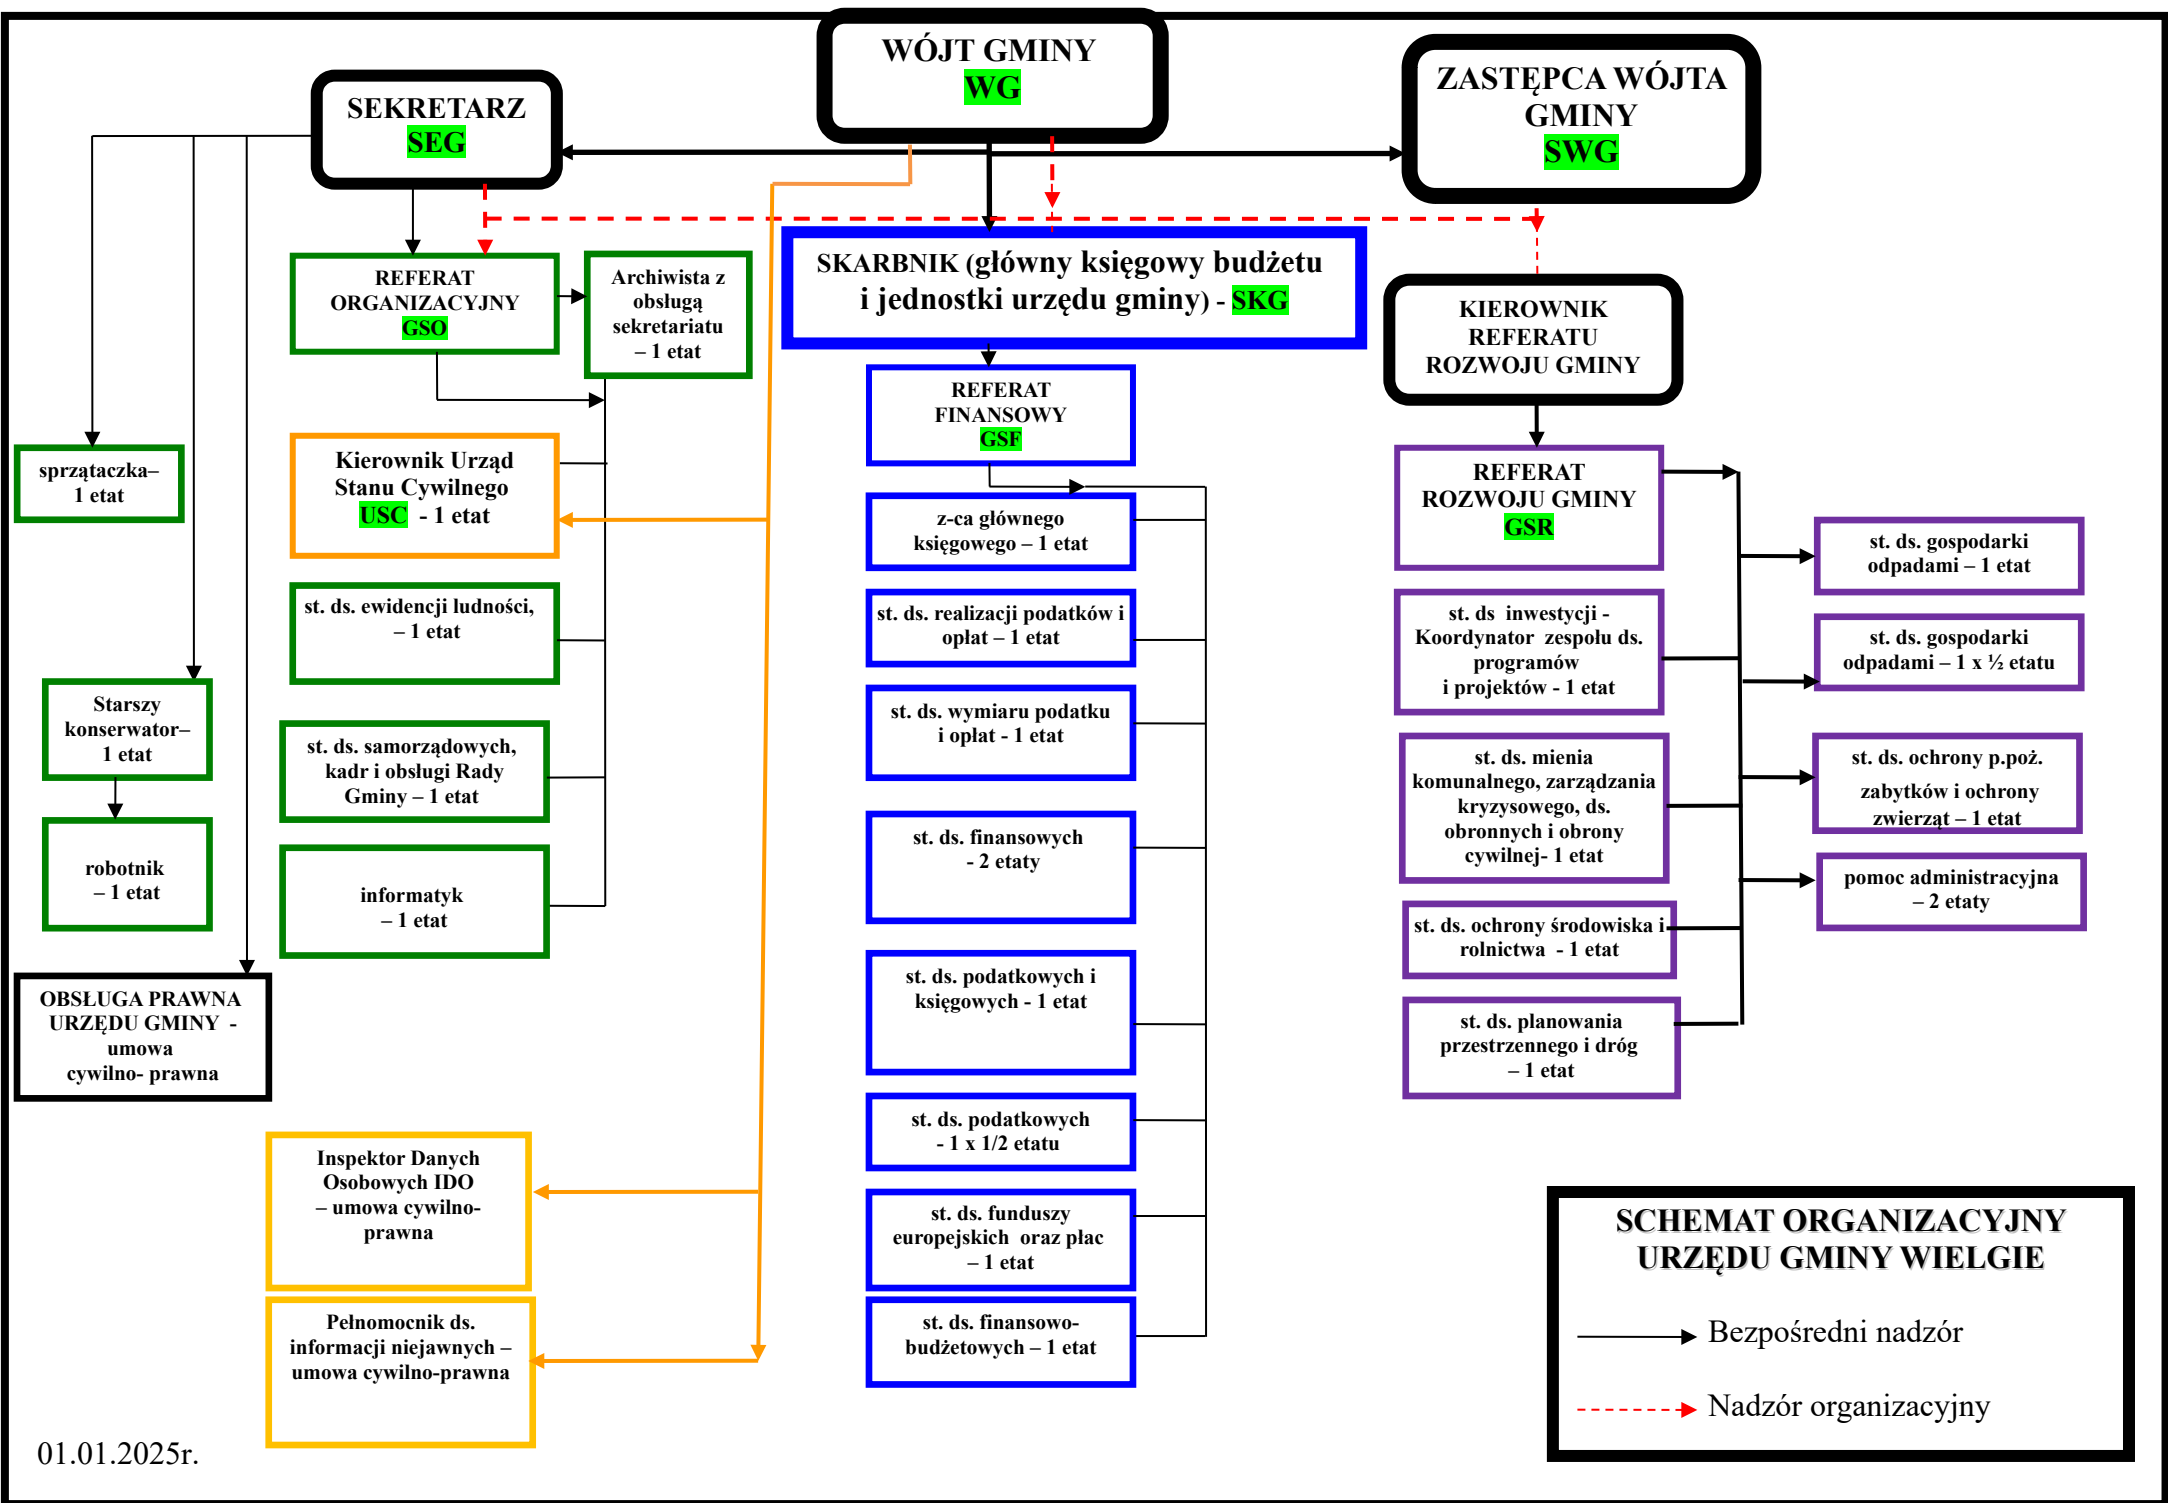 WÓJT GMINY
WG
SEKRETARZ
SEG
ZASTĘPCA WÓJTA
GMINY
SWG
REFERAT
ORGANIZACYJNY
GSO
Archiwista z
obsługą
sekretariatu
– 1 etat
SKARBNIK (główny księgowy budżetu
i jednostki urzędu gminy) - SKG
KIEROWNIK
REFERATU
ROZWOJU GMINY
REFERAT
FINANSOWY
GSF
sprzątaczka–
1 etat
Kierownik Urząd
Stanu Cywilnego
USC - 1 etat
st. ds. ewidencji ludności,
– 1 etat
Starszy
konserwator–
1 etat
st. ds. samorządowych,
kadr i obsługi Rady
Gminy – 1 etat
robotnik
– 1 etat
informatyk
– 1 etat
OBSŁUGA PRAWNA
URZĘDU GMINY -
umowa
cywilno- prawna
Inspektor Danych
Osobowych IDO
– umowa cywilno-
prawna
Pełnomocnik ds.
informacji niejawnych –
umowa cywilno-prawna
z-ca głównego
księgowego – 1 etat
st. ds. realizacji podatków i
opłat – 1 etat
st. ds. wymiaru podatku
i opłat - 1 etat
st. ds. finansowych
- 2 etaty
st. ds. podatkowych i
księgowych - 1 etat
st. ds. podatkowych
- 1 x 1/2 etatu
st. ds. funduszy
europejskich oraz płac
– 1 etat
st. ds. finansowo-
budżetowych – 1 etat
REFERAT
ROZWOJU GMINY
GSR
st. ds inwestycji -
Koordynator zespołu ds.
programów
i projektów - 1 etat
st. ds. mienia
komunalnego, zarządzania
kryzysowego, ds.
obronnych i obrony
cywilnej- 1 etat
st. ds. ochrony środowiska i
rolnictwa - 1 etat
st. ds. planowania
przestrzennego i dróg
– 1 etat
st. ds. gospodarki
odpadami – 1 etat
st. ds. gospodarki
odpadami – 1 x ½ etatu
st. ds. ochrony p.poż.
zabytków i ochrony
zwierząt – 1 etat
pomoc administracyjna
– 2 etaty
SCHEMAT ORGANIZACYJNY
URZĘDU GMINY WIELGIE
Bezpośredni nadzór
Nadzór organizacyjny
01.01.2025r.